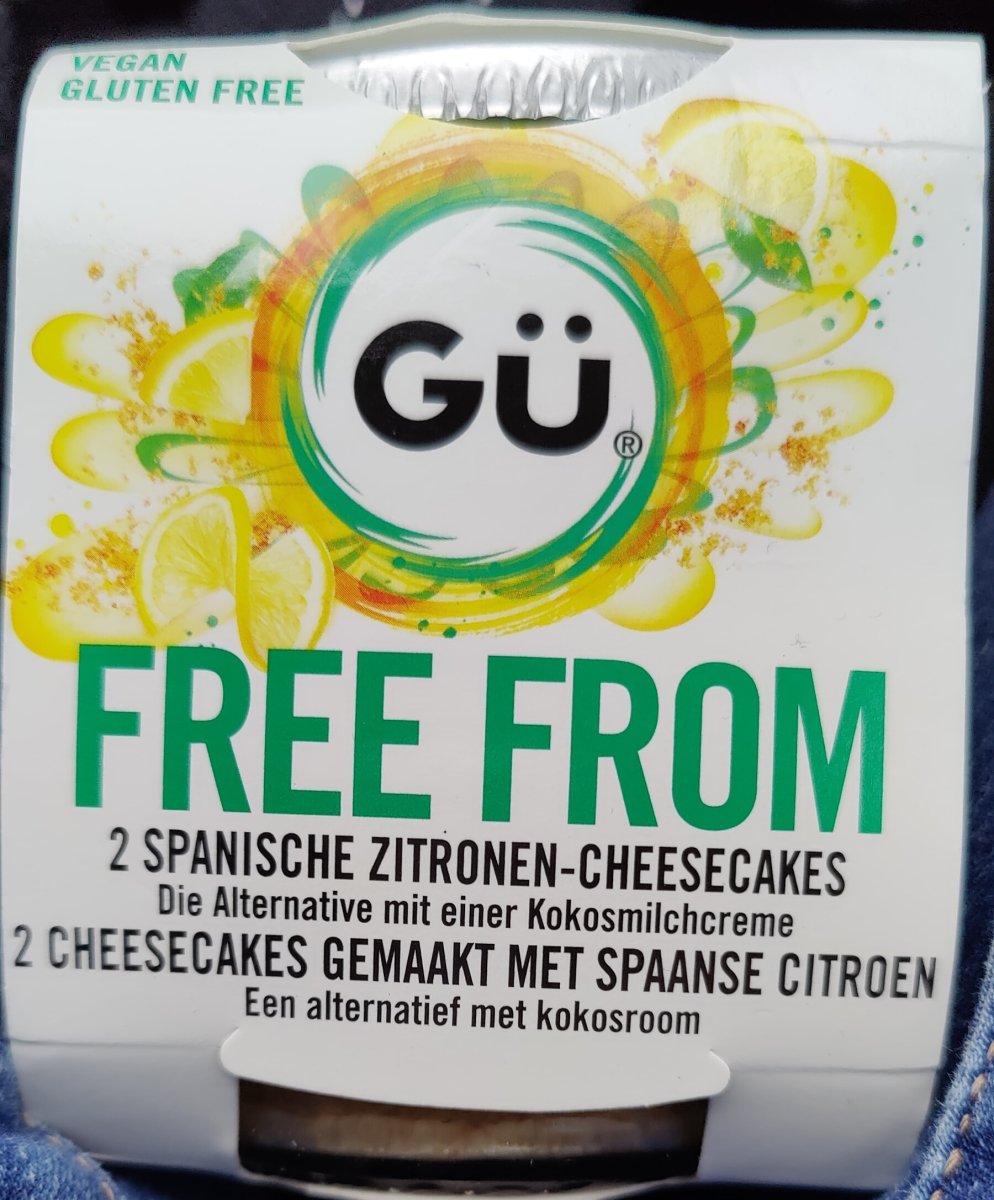 VEGAN
GLUTEN FREE
GÜ®
FREE FROM
2 SPANISCHE ZITRONEN-CHEESECAKES
Die Alternative mit einer Kokosmilchcreme
2 CHEESECAKES GEMAAKT MET SPAANSE CITROEN
Een alternatief met kokosroom